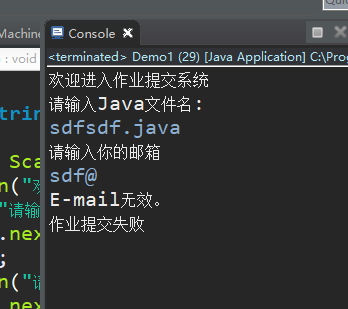 Quic
Machine
Console
<terminated> Demo1 (29) [Java Application] C:\Prog
: void
欢迎进入作业提交系统
请输入Java文件名:
tring
sdfsdf.java
请输入你的邮箱
Sca
sdf@
n("欢
E-mail无效。
"请输
作业提交失败
.nex
;
n("请
.nex